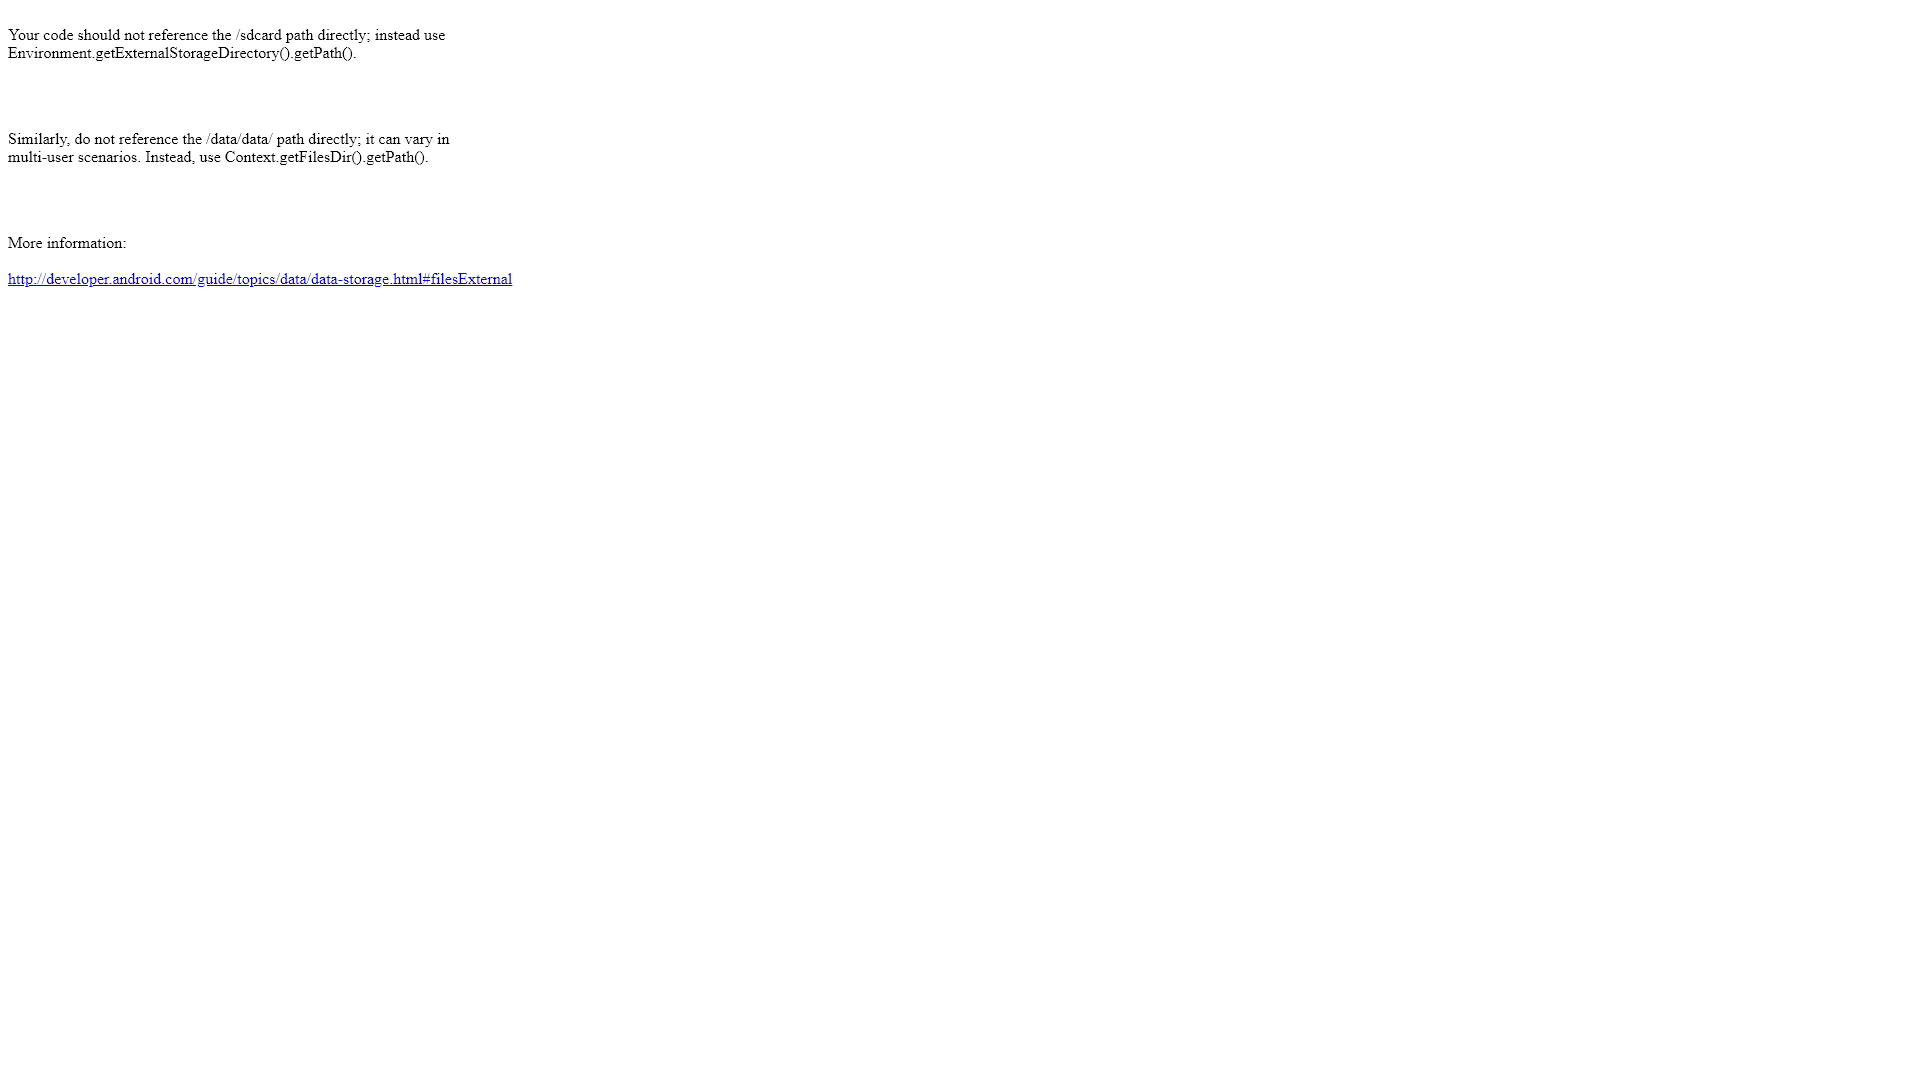 Your code should not reference the /sdcard path directly; instead use
Environment.getExternalStorageDirectory().getPath().
Similarly, do not reference the /data/data/ path directly; it can vary in
multi-user scenarios. Instead, use Context.getFilesDir().getPath().
More information:
http://developer.android.com/guide/topics/data/data-storage.html#filesExternal